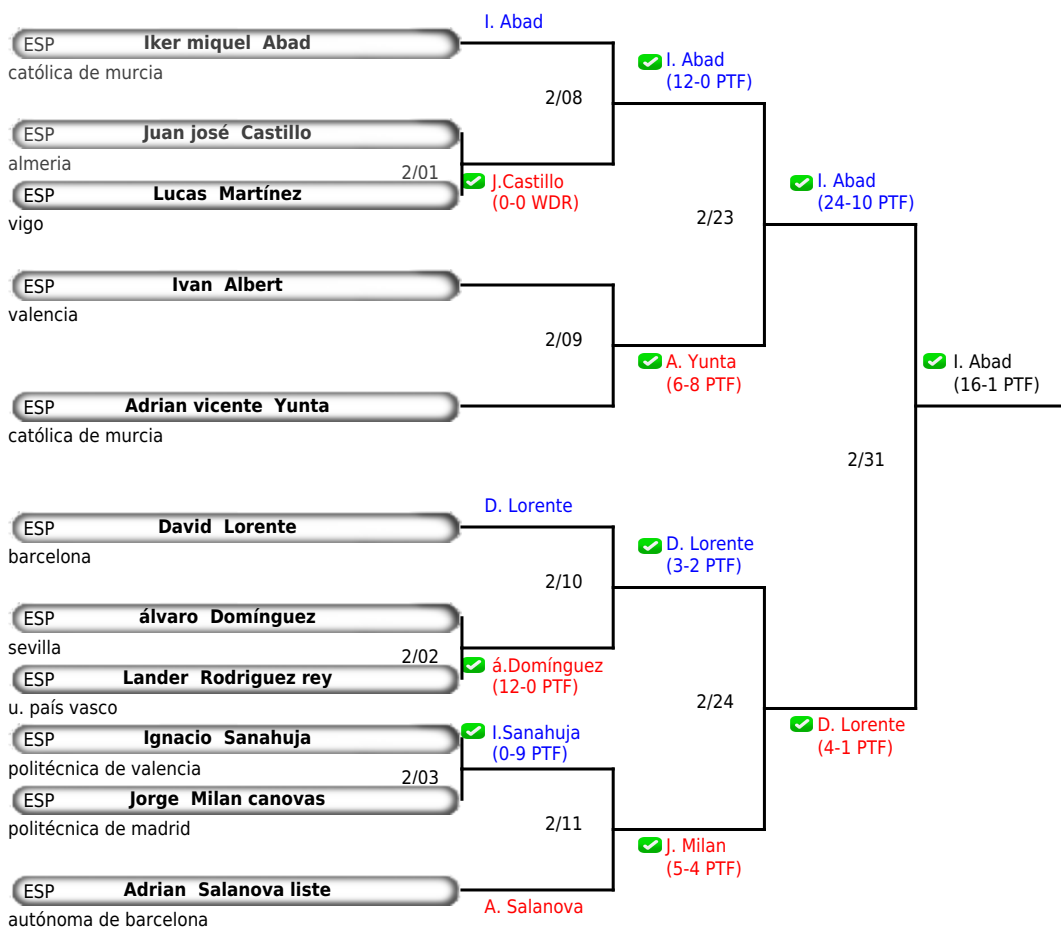 I. Abad
ESP Iker miquel Abad
católica de murcia
I. Abad
(12-0 PTF)
2/08
ESP Juan josé Castillo
almeria
2/01
J.Castillo
(0-0 WDR)
ESP Lucas Martínez
vigo
I. Abad
(24-10 PTF)
2/23
ESP Ivan Albert
valencia
2/09
A. Yunta
(6-8 PTF)
I. Abad
(16-1 PTF)
ESP Adrian vicente Yunta
católica de murcia
2/31
D. Lorente
ESP David Lorente
barcelona
D. Lorente
(3-2 PTF)
2/10
ESP álvaro Domínguez
sevilla
2/02
á.Domínguez
(12-0 PTF)
ESP Lander Rodriguez rey
u. país vasco
2/24
D. Lorente
(4-1 PTF)
I.Sanahuja
(0-9 PTF)
ESP Ignacio Sanahuja
politécnica de valencia
2/03
ESP Jorge Milan canovas
politécnica de madrid
2/11
J. Milan
(5-4 PTF)
ESP Adrian Salanova liste
A. Salanova
autónoma de barcelona